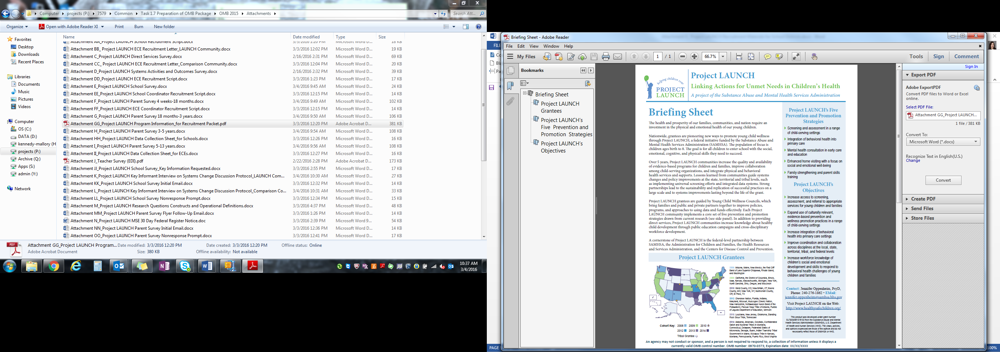 Computer ▸ projects (P:) ▸ 7579 ▸ Common ▸ Task 1.7 Preparation of OMB Package ▸ OMB 2015 ▸ Attachments ▸
Search Att...
Organize
Open with Adobe Reader XI
Print
Burn
New folder
Favorites
Desktop
Downloads
Recent Places
Libraries
Documents
Music
Pictures
Videos
Computer
OS (C:)
DATA (D:)
kennedy-mallory (H
projects (P:)
Archive (Q:)
Apps (S:)
admin (Y:)
Network
Name Date modified Type Size
Attachment AA_Project LAUNCH School Recruitment Script.docx 3/3/2016 1:20 PM Microsoft Word D... 18 KB
Attachment BB_ Project LAUNCH ECE Recruitment Letter_LAUNCH Community.docx 3/3/2016 12:02 PM Microsoft Word D... 19 KB
Attachment C_Project LAUNCH Direct Services Survey.docx 2/16/2016 2:31 PM Microsoft Word D... 69 KB
Attachment CC_ Project LAUNCH ECE Recruitment Letter_Comparison Community.docx 3/3/2016 12:04 PM Microsoft Word D... 20 KB
Attachment D_Project LAUNCH Systems Activities and Outcomes Survey.docx 2/16/2016 2:32 PM Microsoft Word D... 39 KB
Attachment DD_Project LAUNCH ECE Recruitment Script.docx 3/3/2016 1:23 PM Microsoft Word D... 17 KB
Attachment E_Project LAUNCH School Survey.docx 3/4/2016 9:45 AM Microsoft Word D... 24 KB
Attachment EE_Project LAUNCH School Coordinator Recruitment Script.docx 3/3/2016 12:15 PM Microsoft Word D... 14 KB
Attachment F_Project LAUNCH Parent Survey 4 weeks-18 months.docx 3/4/2016 9:49 AM Microsoft Word D... 102 KB
Attachment FF_Project LAUNCH ECE Coordinator Recruitment Script.docx 3/3/2016 12:15 PM Microsoft Word D... 14 KB
Attachment G_Project LAUNCH Parent Survey 18 months-3 years.docx 3/4/2016 9:50 AM Microsoft Word D... 106 KB
Attachment GG_Project LAUNCH Program Information_for Recruitment Packet.pdf 3/3/2016 12:20 PM Adobe Acrobat D... 381 KB
Attachment H_Project LAUNCH Parent Survey 3-5 years.docx 3/4/2016 9:54 AM Microsoft Word D... 108 KB
Attachment HH_Project LAUNCH Data Collection Sheet_for Schools.docx 3/3/2016 12:26 PM Microsoft Word D... 16 KB
Attachment I_Project LAUNCH Parent Survey 5-13 years.docx 3/4/2016 9:56 AM Microsoft Word D... 108 KB
Attachment II_Project LAUNCH Data Collection Sheet_for ECEs.docx 3/3/2016 12:27 PM Microsoft Word D... 16 KB
Attachment J_Teacher Survey (EDI).pdf 2/22/2016 2:28 PM Adobe Acrobat D... 173 KB
Attachment JJ_Project LAUNCH School Survey_Key Information Requested.docx 3/3/2016 2:55 PM Microsoft Word D... 17 KB
Attachment K_Project LAUNCH Key Informant Interview on Systems Change Discussion Protocol_LAUNCH Com... 3/4/2016 10:30 AM Microsoft Word D... 27 KB
Attachment KK_Project LAUNCH School Survey Initial Email.docx 3/3/2016 12:32 PM Microsoft Word D... 14 KB
Attachment L_Project LAUNCH Key Informant Interview on Systems Change Discussion Protocol_Comparison Co... 3/4/2016 10:31 AM Microsoft Word D... 33 KB
Attachment LL_Project LAUNCH School Survey Nonresponse Prompt.docx 3/3/2016 12:34 PM Microsoft Word D... 15 KB
Attachment M_Project LAUNCH Research Questions Constructs and Operational Definitions.docx 3/3/2016 4:37 PM Microsoft Word D... 48 KB
Attachment MM_Project LAUNCH Parent Survey Flyer Follow-Up Email.docx 3/3/2016 1:26 PM Microsoft Word D... 14 KB
Attachment N_Project LAUNCH MSE 30 Day Federal Register Notice.doc 3/3/2016 2:39 PM Microsoft Word 9... 54 KB
Attachment NN_Project LAUNCH Parent Survey Initial Email.docx 3/3/2016 12:36 PM Microsoft Word D... 14 KB
Attachment OO_Project LAUNCH Parent Survey Nonresponse Prompt.docx 3/3/2016 12:41 PM Microsoft Word D... 17 KB
Attachment GG_Project LAUNCH Program... Date modified: 3/3/2016 12:20 PM Date created: 3/3/2016 12:20 PM Offline status: Online
Adobe Acrobat Document Size: 380 KB Offline availability: Not available
10:37 AM
3/4/2016
Briefing Sheet - Adobe Reader
File Edit View Window Help
My Files 1 / 1 66.7% Tools Sign Comment
Sign In
FILE
Co
Bla
Pa
PAGE
100%
Bookmarks
Briefing Sheet
Project LAUNCH
Grantees
Project LAUNCH's
Five Prevention and
Promotion Strategies
Project LAUNCH's
Objectives
helping children soar
PROJECT
LAUNCH
Project LAUNCH
Linking Actions for Unmet Needs in Children's Health
A project of the Substance Abuse and Mental Health Services Administration
Briefing Sheet
The health and prosperity of our families, communities, and nation require an
investment in the physical and emotional health of our young children.
Nationwide, grantees are pioneering new ways to promote young child wellness
through Project LAUNCH, a federal initiative funded by the Substance Abuse and
Mental Health Services Administration (SAMHSA). The population of focus is
children ages birth to 8. The goal is for all children to enter school with the social,
emotional, cognitive, and physical skills they need to succeed.
Over 5 years, Project LAUNCH communities increase the quality and availability
of evidence-based programs for children and families, improve collaboration
among child-serving organizations, and integrate physical and behavioral
health services and supports. Lessons learned from communities guide systems
changes and policy improvements at the state, territorial and tribal levels, such
as implementing universal screening efforts and integrated data systems. Strong
partnerships lead to the sustainability and replication of successful practices on a
large scale and to systems improvements lasting beyond the life of the grant.
Project LAUNCH grantees are guided by Young Child Wellness Councils, which
bring families and public and private partners together to improve policies,
programs, and approaches to using data and funds effectively. Each Project
LAUNCH community implements a core set of five prevention and promotion
strategies drawn from current research (see side panel). In addition to providing
direct services, Project LAUNCH communities increase knowledge about healthy
child development through public education campaigns and cross-disciplinary
workforce development.
A cornerstone of Project LAUNCH is the federal-level partnership between
SAMHSA, the Administration for Children and Families, the Health Resources
and Services Administration, and the Centers for Disease Control and Prevention.
Project LAUNCH Grantees
2008: Arizona, Maine, New Mexico, the Red Cliff
Band of Lake Superior Chippewa, Rhode Island,
and Washington
2009: California, the District of Columbia, Illinois,
Iowa, Kansas, Massachusetts, Michigan, New York,
North Carolina, Ohio, Oregon, and Wisconsin
2010: Weld County, CO; New Britain, CT; Boone
County, MO; New York, NY; Multnomah County,
OR; El Paso, TX
2012: Cherokee Nation, Florida, Indiana,
Maryland, Missouri, Muscogee (Creek) Nation,
New Hampshire, Nottawaseppi Huron Band of the
Potawatomi, Pascua Yaqui Tribe of Arizona, Pueblo
of Laguna Department of Education, Vermont
2013: Louisiana, New Jersey, Oklahoma, Standing
Rock Sioux Tribe, Tennessee
2014: Alabama, Arkansas, Colorado, Confederated
Salish and Kootenai Tribes in Montana,
Connecticut, Delaware, Federated States of
Micronesia, Georgia, Guam, Indian Township Tribal
Government in Maine, Kickapoo Tribe in Kansas,
Montana, Pennsylvania, Puerto Rico, West Virginia
Cohort Key: 2008 2009 2010
2012 2013 2014
Tribal Grantee
Project LAUNCH's Five
Prevention and Promotion
Strategies
Screening and assessment in a range
of child-serving settings
Integration of behavioral health into
primary care
Mental health consultation in early care
and education
Enhanced home visiting with a focus on
social and emotional well-being
Family strengthening and parent skills
training
Project LAUNCH's
Objectives
Increase access to screening,
assessment, and referral to appropriate
services for young children and families
Expand use of culturally relevant,
evidence-based prevention and
wellness promotion practices in a range
of child-serving settings
Increase integration of behavioral
health into primary care settings
Improve coordination and collaboration
across disciplines at the local, state,
territorial, tribal, and federal levels
Increase workforce knowledge of
children's social and emotional
development and skills to respond to
behavioral health challenges of young
children and families
Contact: Jennifer Oppenheim, PsyD,
Phone: 240-276-1862 • EMail:
jennifer.oppenheim@samhsa.hhs.gov
Visit Project LAUNCH on the Web:
http://www.healthysafechildren.org/
This product was developed under grant number
SU79SM061516-02 from the Substance Abuse and Mental
Health Services Administration (SAMHSA), U.S. Department
of Health and Human Services (HHS). The views, policies,
and opinions expressed are those of the authors and do not
necessarily reflect those of SAMHSA or HHS.
An agency may not conduct or sponsor, and a person is not required to respond to, a collection of information unless it displays a
currently valid OMB control number. OMB number: 0970-0373; Expiration date: XX/XX/XXXX
Export PDF
Adobe ExportPDF
Convert PDF files to Word or Excel
online.
Select PDF File:
Attachment GG_Project LAUNCH...
1 file / 381 KB
Convert To:
Microsoft Word (*.docx)
Recognize Text in English(U.S.)
Change
Convert
Create PDF
Send Files
Store Files